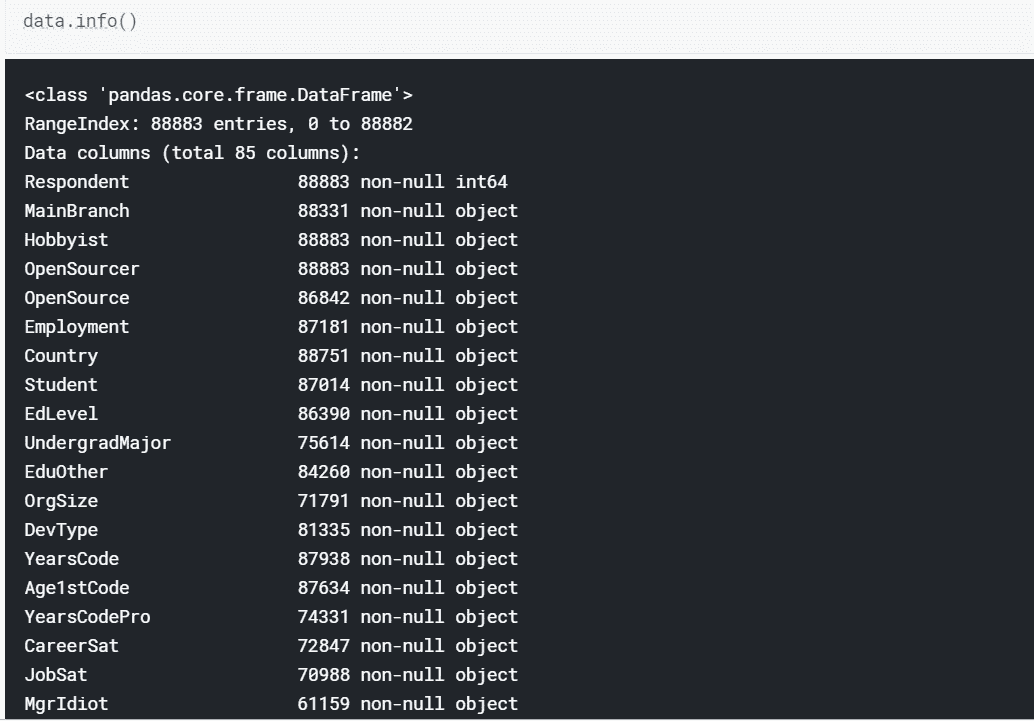 data.info()
<class 'pandas.core.frame.DataFrame'>
RangeIndex: 88883 entries, 0 to 88882
Data columns (total 85 columns):
Respondent 88883 non-null int64
MainBranch 88331 non-null object
Hobbyist 88883 non-null object
OpenSourcer 88883 non-null object
OpenSource 86842 non-null object
Employment 87181 non-null object
Country 88751 non-null object
Student 87014 non-null object
EdLevel 86390 non-null object
UndergradMajor 75614 non-null object
EduOther 84260 non-null object
OrgSize 71791 non-null object
DevType 81335 non-null object
YearsCode 87938 non-null object
Age1stCode 87634 non-null object
YearsCodePro 74331 non-null object
CareerSat 72847 non-null object
JobSat 70988 non-null object
MgrIdiot 61159 non-null object